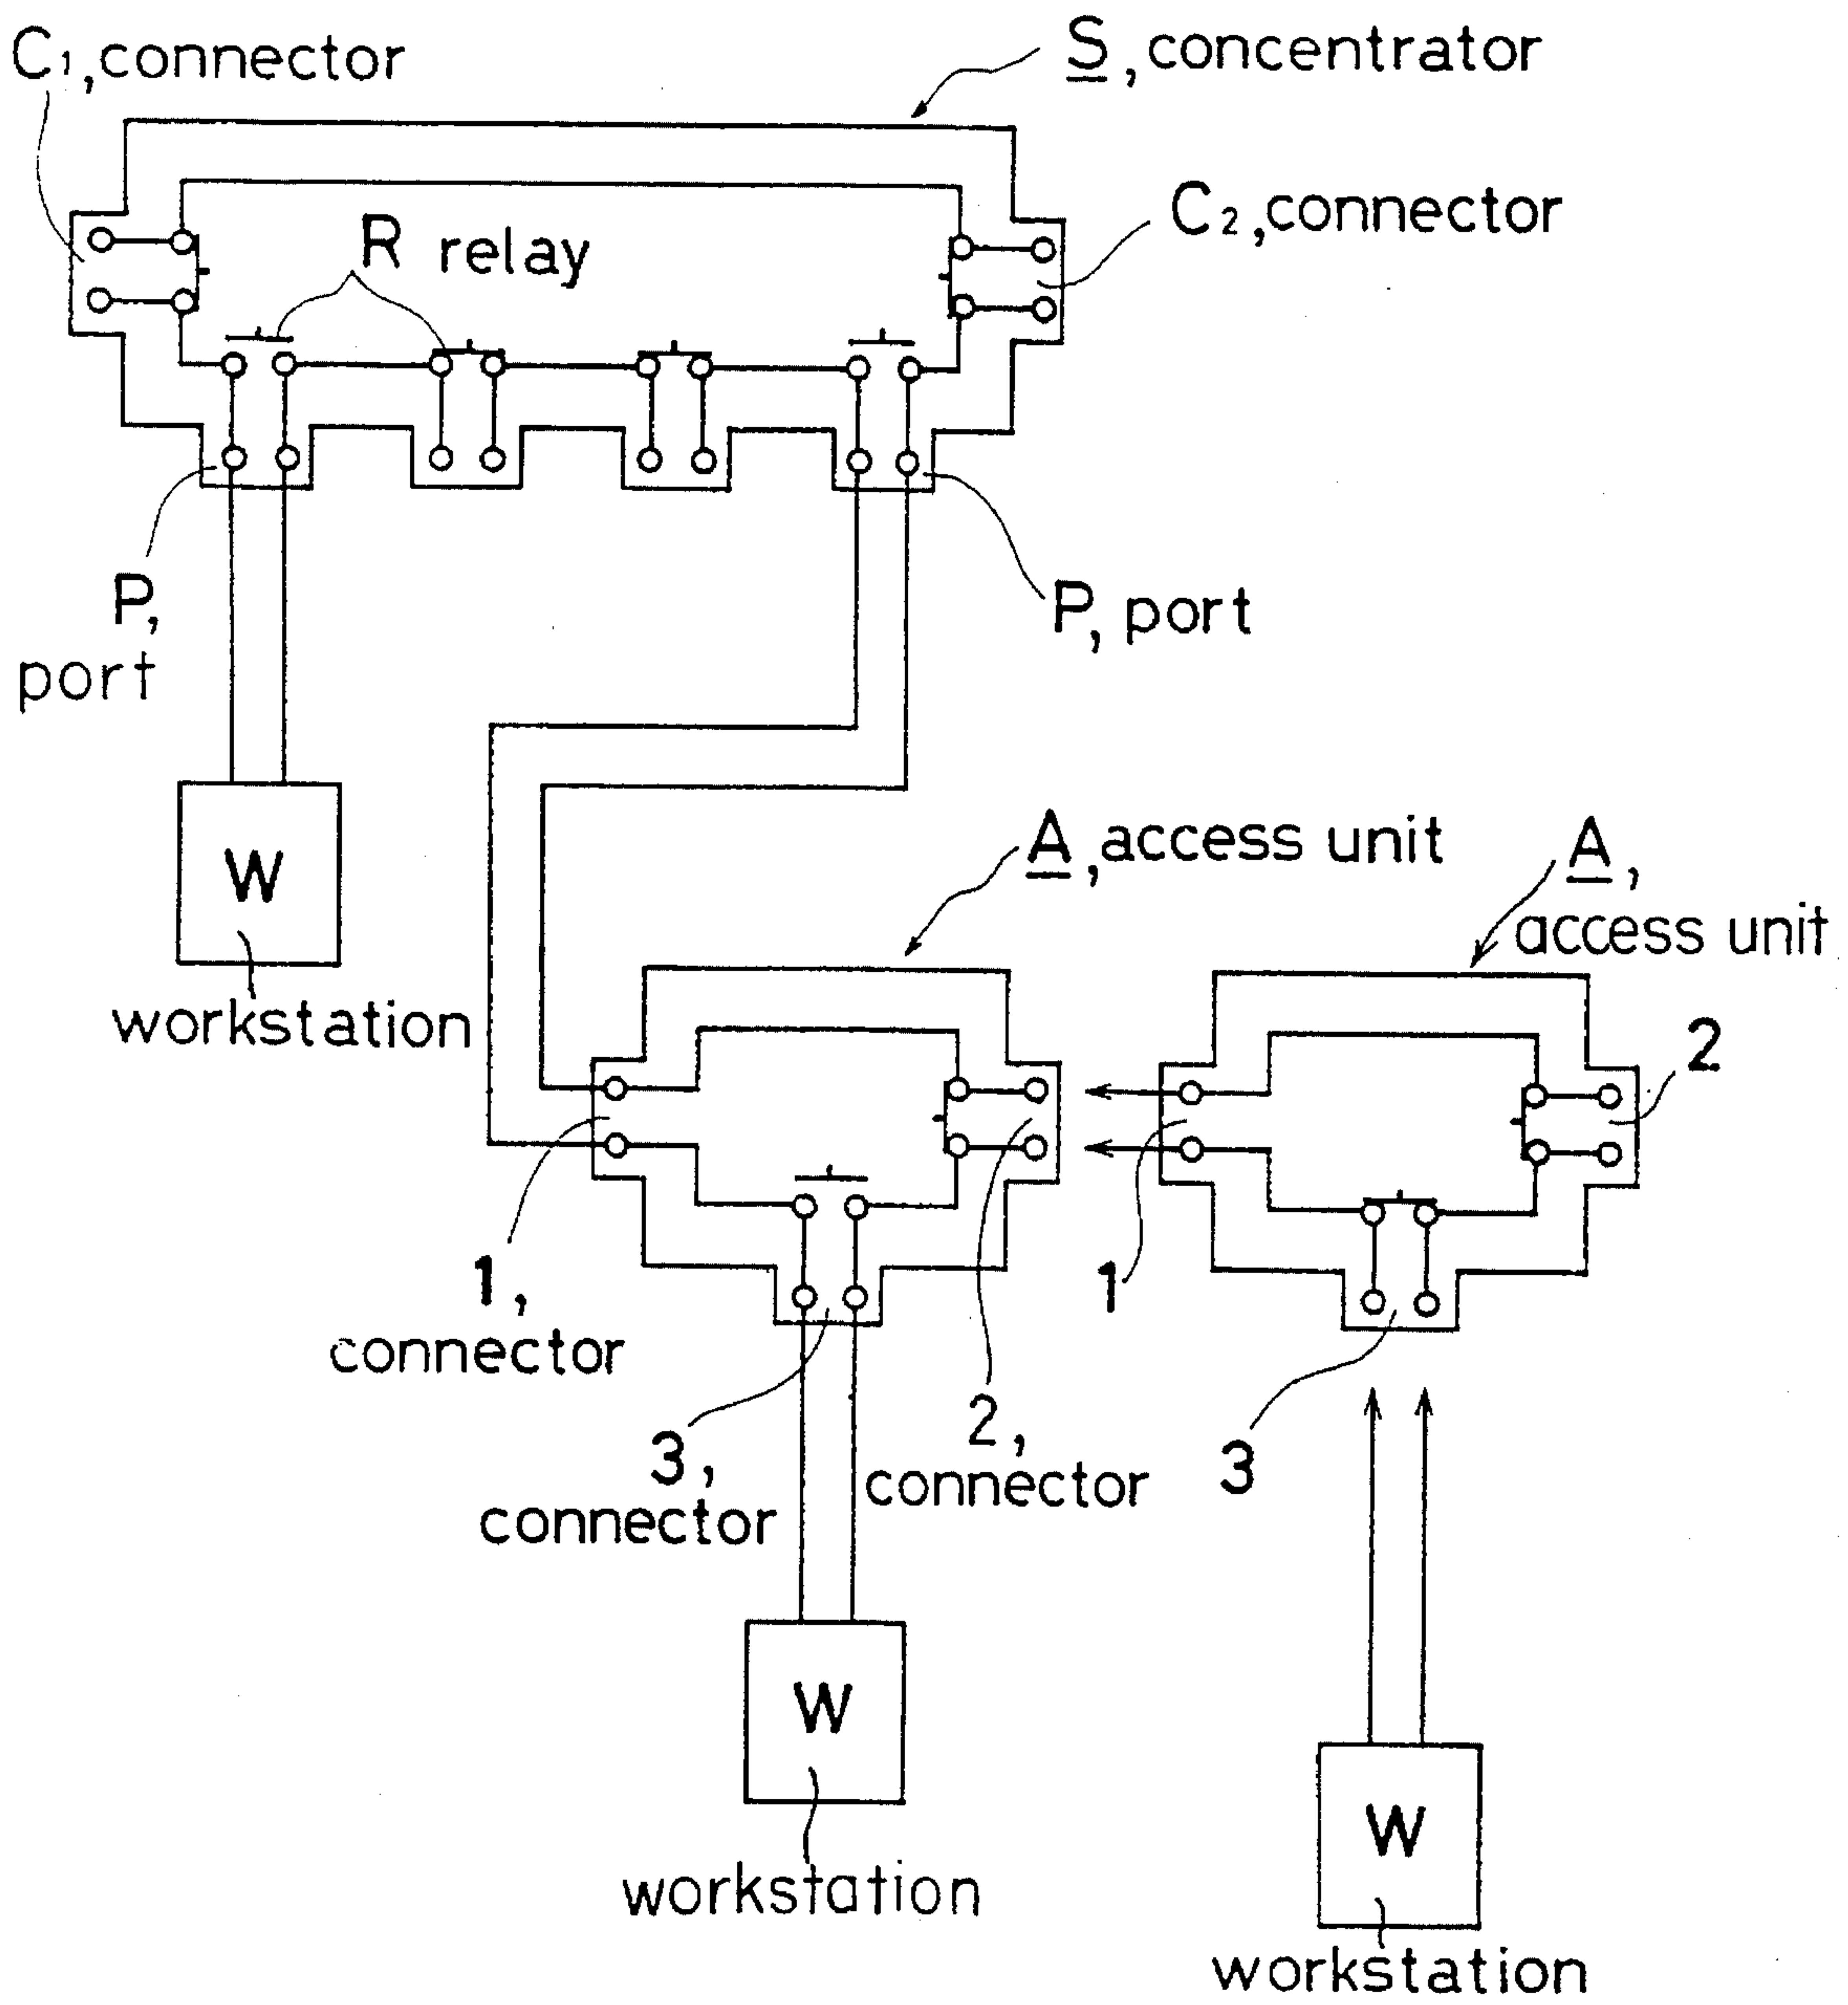 C1, connector
S, concentrator
C2, connector
R relay
P,
port
P, port
W
workstation
A, access unit
A,
access unit
2
1,
connector
1
3,
connector
2,
connector
3
W
workstation
W
workstation